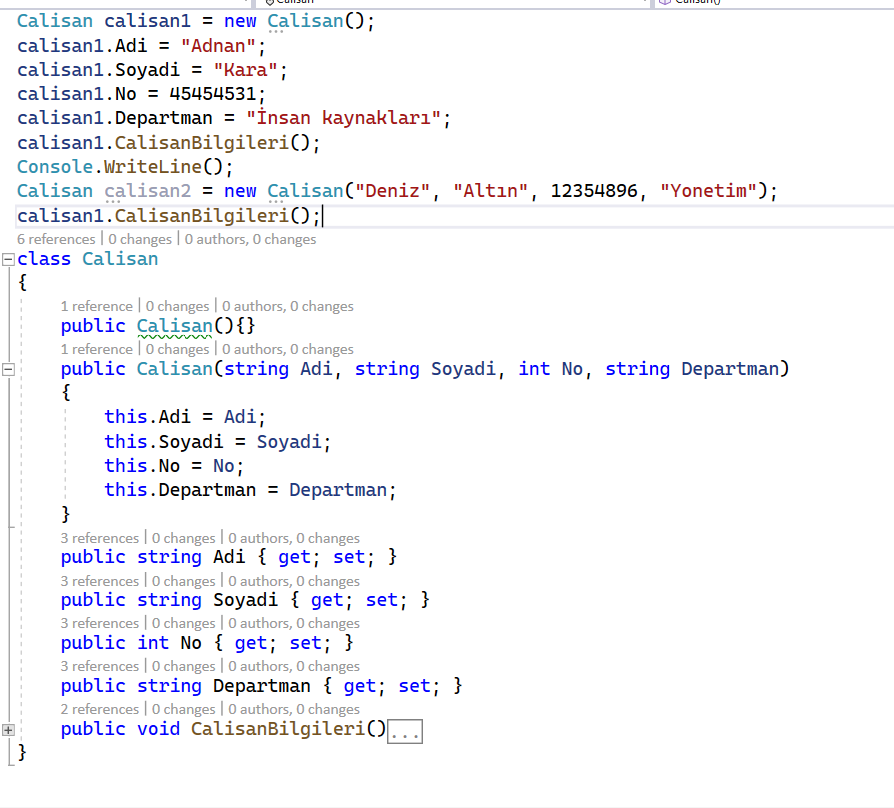 Calisan Calisan()
Calisan calisan1 = new Calisan();
calisan1.Adi = "Adnan";
calisan1.Soyadi = "Kara";
calisan1.No = 45454531;
calisan1.Departman = "İnsan kaynakları";
calisan1.CalisanBilgileri();
Console.WriteLine();
Calisan calisan2 = new Calisan("Deniz", "Altın", 12354896, "Yonetim");
calisan1.CalisanBilgileri();
6 references | 0 changes | 0 authors, 0 changes
class Calisan
{
1 reference | 0 changes | 0 authors, 0 changes
public Calisan(){}
1 reference | 0 changes | 0 authors, 0 changes
public Calisan(string Adi, string Soyadi, int No, string Departman)
{
this.Adi = Adi;
this.Soyadi = Soyadi;
this.No = No;
this.Departman = Departman;
}
3 references | 0 changes | 0 authors, 0 changes
public string Adi { get; set; }
3 references | 0 changes | 0 authors, 0 changes
public string Soyadi { get; set; }
3 references | 0 changes | 0 authors, 0 changes
public int No { get; set; }
3 references | 0 changes | 0 authors, 0 changes
public string Departman { get; set; }
2 references | 0 changes | 0 authors, 0 changes
public void CalisanBilgileri()...
}